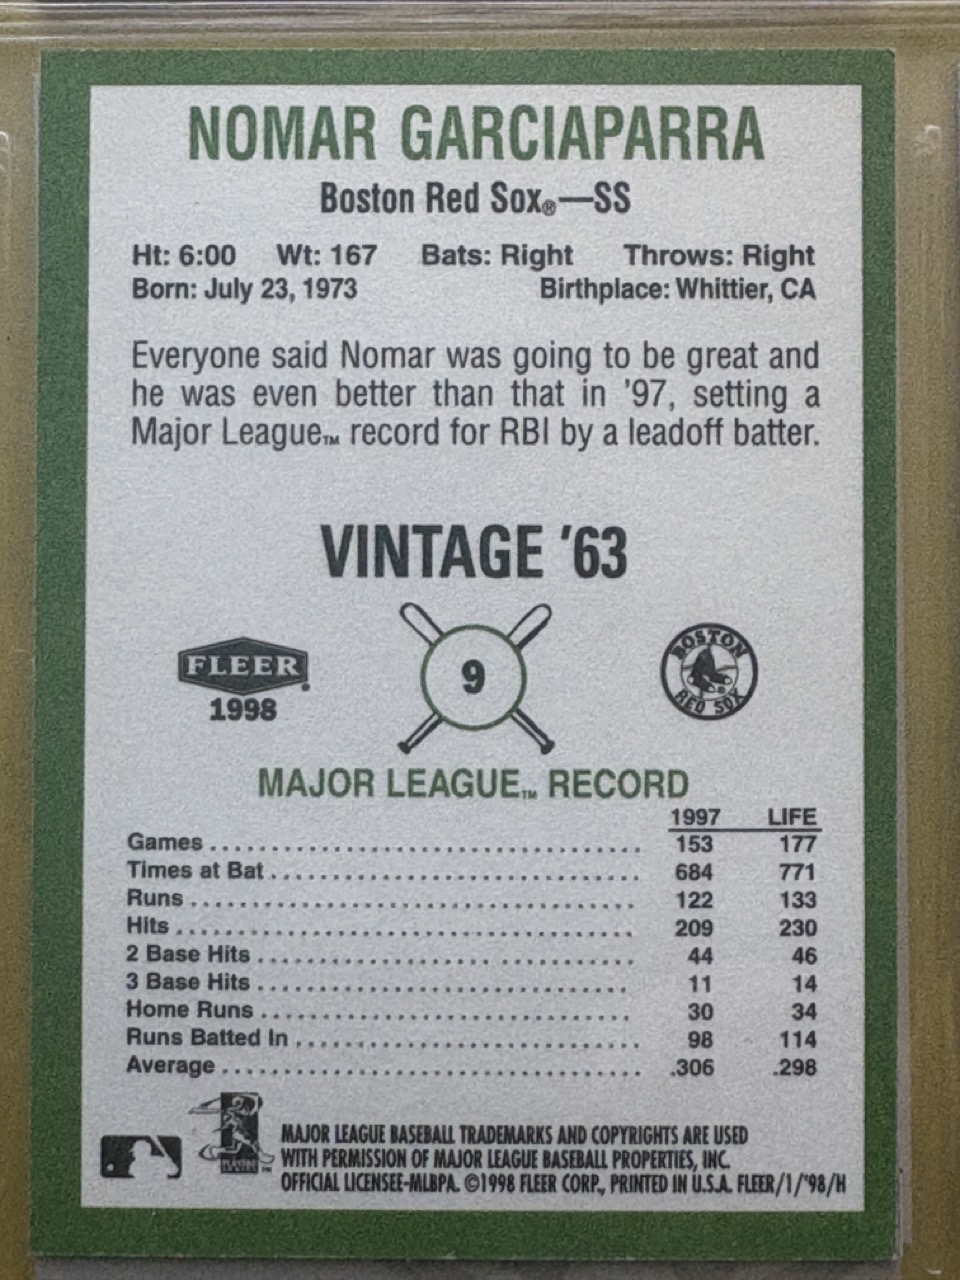 NOMAR GARCIAPARRA
Boston Red Sox®—SS
Ht: 6:00 Wt: 167 Bats: Right Throws: Right
Born: July 23, 1973 Birthplace: Whittier, CA
Everyone said Nomar was going to be great and
he was even better than that in '97, setting a
Major League™ record for RBI by a leadoff batter.
VINTAGE '63
FLEER
1998
9
BOSTON
RED SOX
MAJOR LEAGUE™ RECORD
1997 LIFE
Games 153 177
Times at Bat 684 771
Runs 122 133
Hits 209 230
2 Base Hits 44 46
3 Base Hits 11 14
Home Runs 30 34
Runs Batted In 98 114
Average .306 .298
MAJOR LEAGUE BASEBALL TRADEMARKS AND COPYRIGHTS ARE USED
WITH PERMISSION OF MAJOR LEAGUE BASEBALL PROPERTIES, INC.
OFFICIAL LICENSEE-MLBPA. ©1998 FLEER CORP., PRINTED IN U.S.A. FLEER/1/'98/H